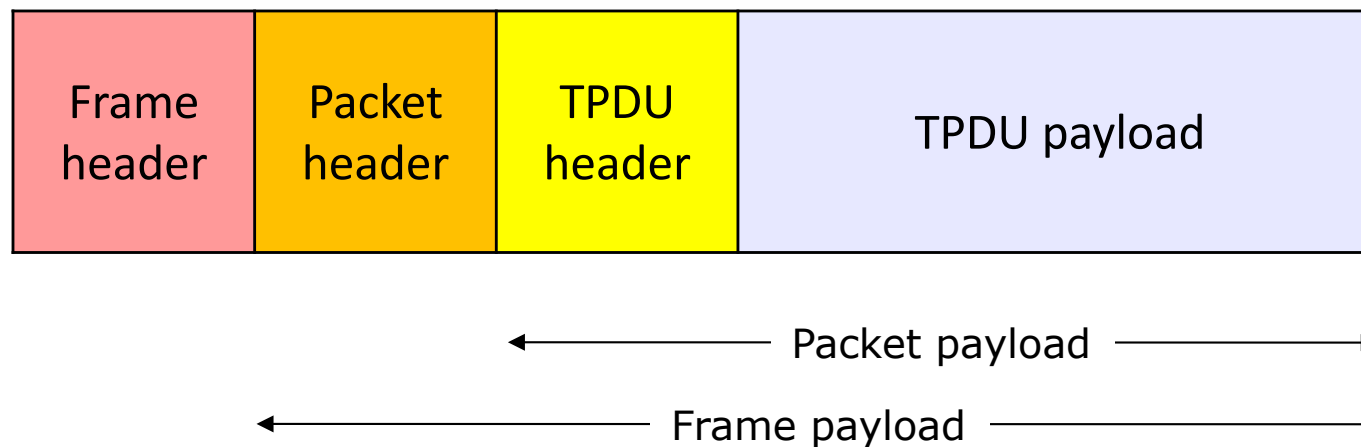 Frame
header
Packet
header
TPDU
header
TPDU payload
Packet payload
Frame payload